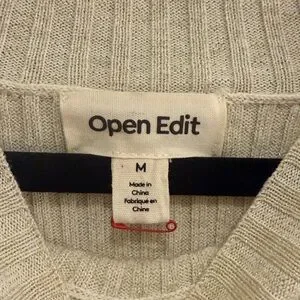 Open Edit
M
Made in
China
Fabriqué en
Chine